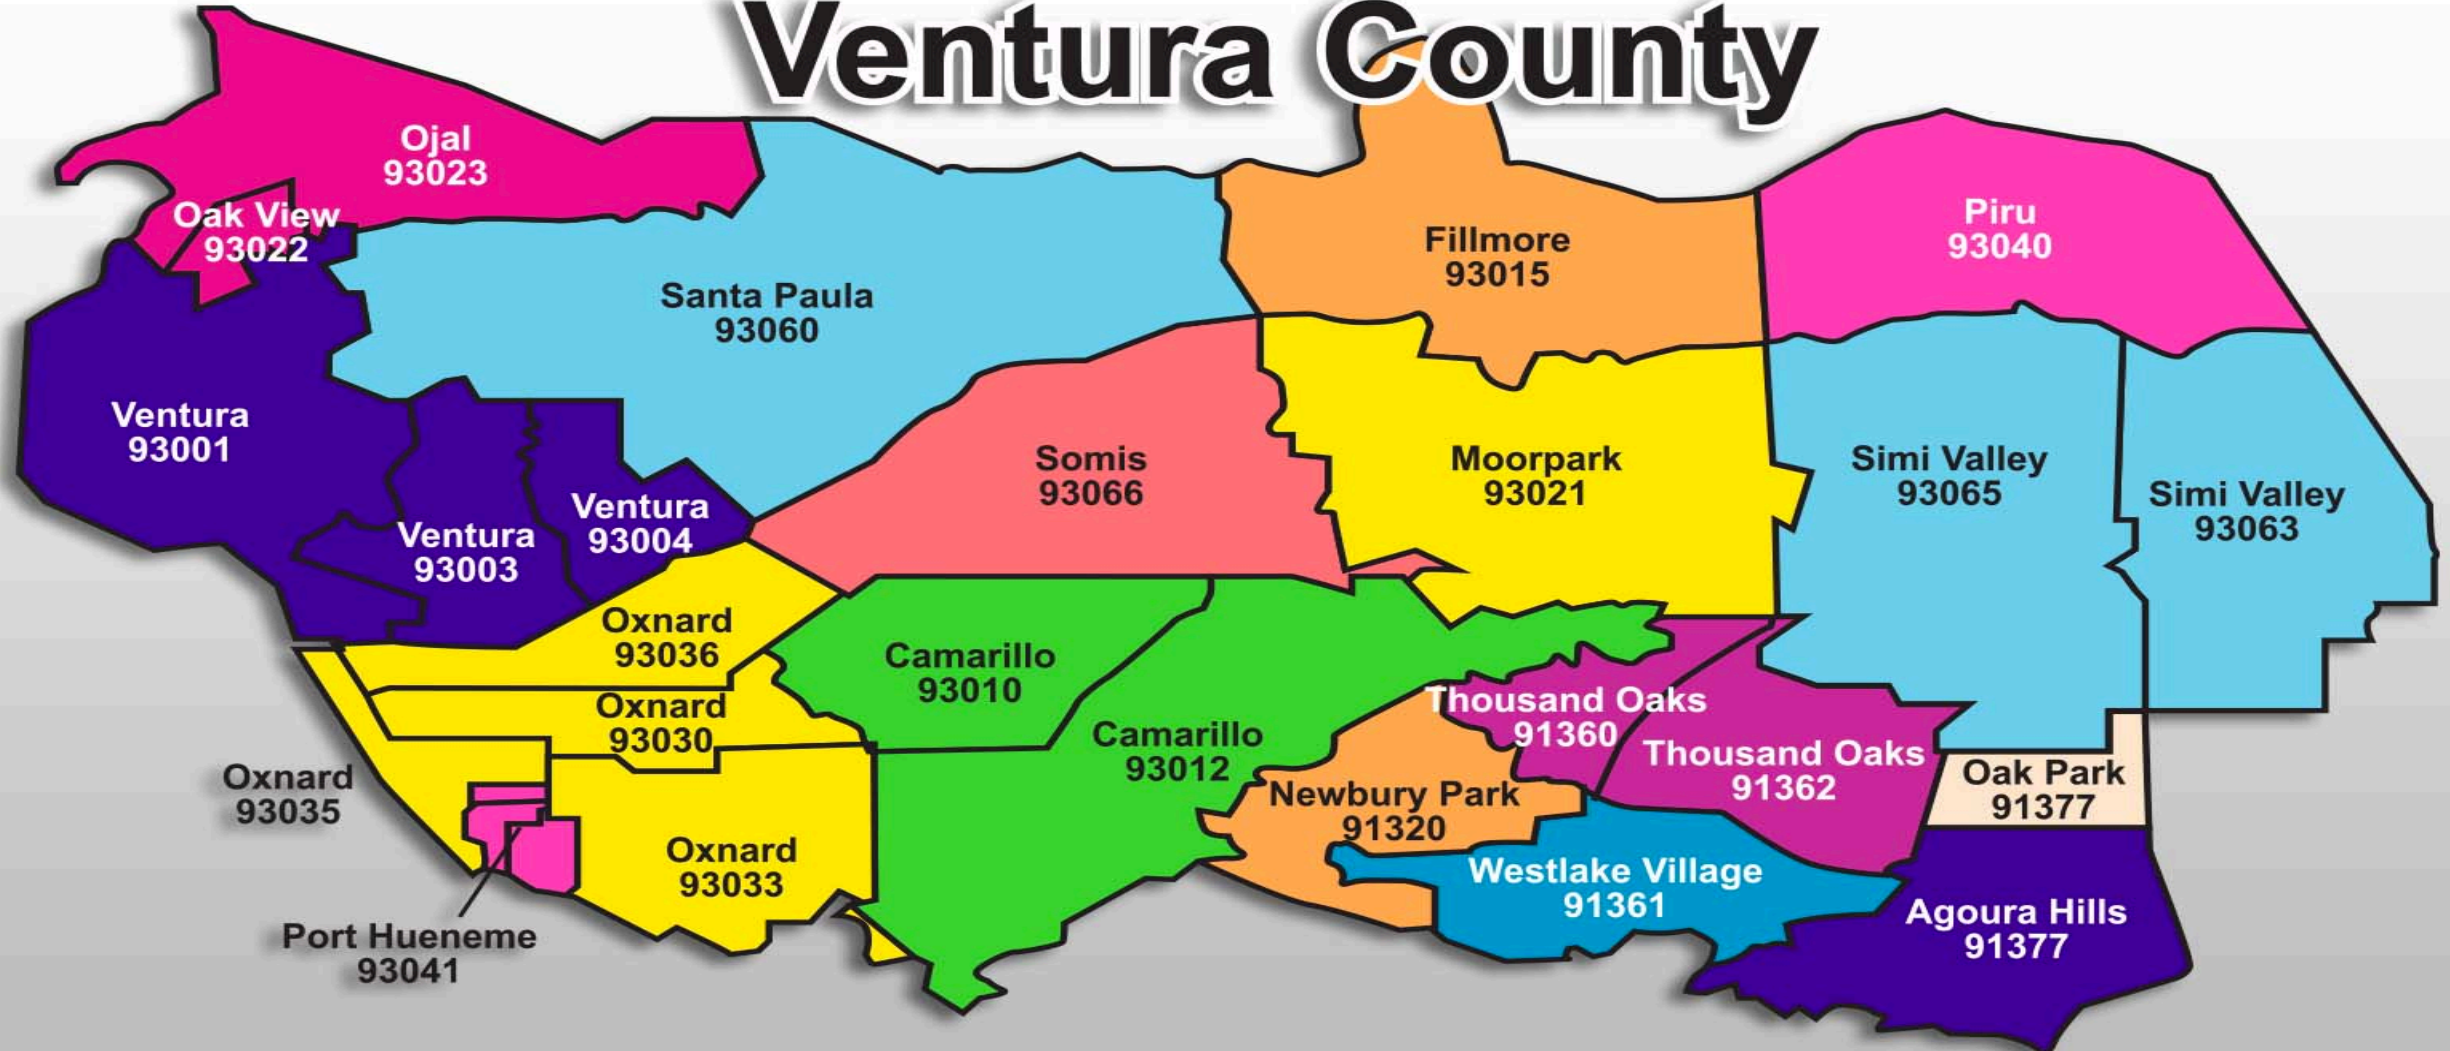 Ventura County
Ojal
93023
Oak View
93022
Santa Paula
93060
Fillmore
93015
Piru
93040
Ventura
93001
Ventura
93003
Ventura
93004
Somis
93066
Moorpark
93021
Simi Valley
93065
Simi Valley
93063
Oxnard
93036
Oxnard
93030
Camarillo
93010
Camarillo
93012
Thousand Oaks
91360
Thousand Oaks
91362
Oak Park
91377
Oxnard
93035
Newbury Park
91320
Oxnard
93033
Westlake Village
91361
Agoura Hills
91377
Port Hueneme
93041